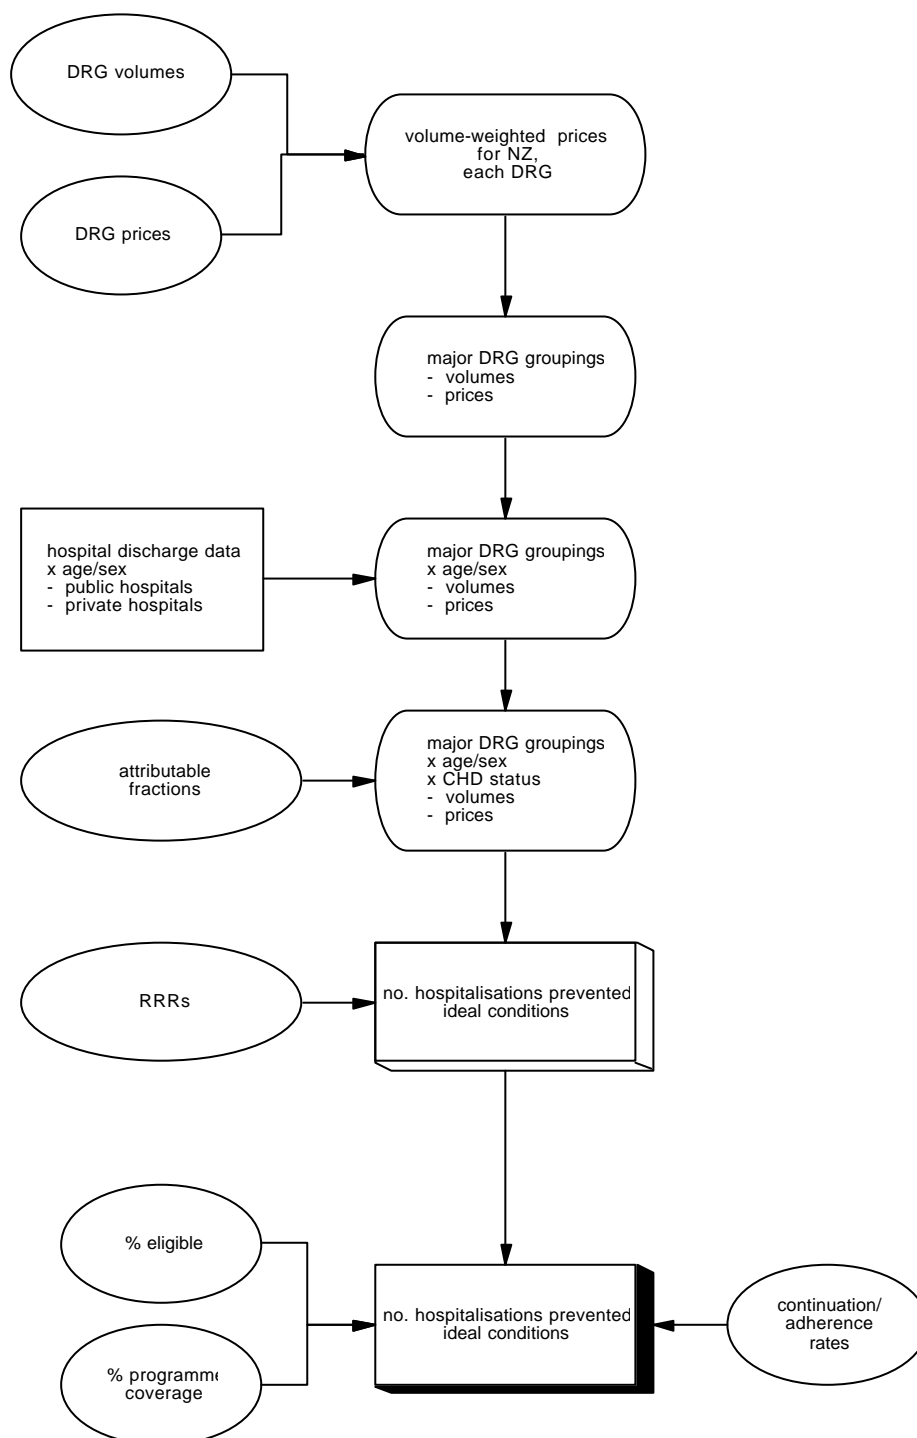 DRG volumes
volume-weighted prices
for NZ,
each DRG
DRG prices
major DRG groupings
- volumes
- prices
hospital discharge data
x age/sex
- public hospitals
- private hospitals
major DRG groupings
x age/sex
- volumes
- prices
attributable
fractions
major DRG groupings
x age/sex
x CHD status
- volumes
- prices
RRRs
no. hospitalisations prevented
ideal conditions
% eligible
no. hospitalisations prevented
ideal conditions
continuation/
adherence
rates
% programme
coverage